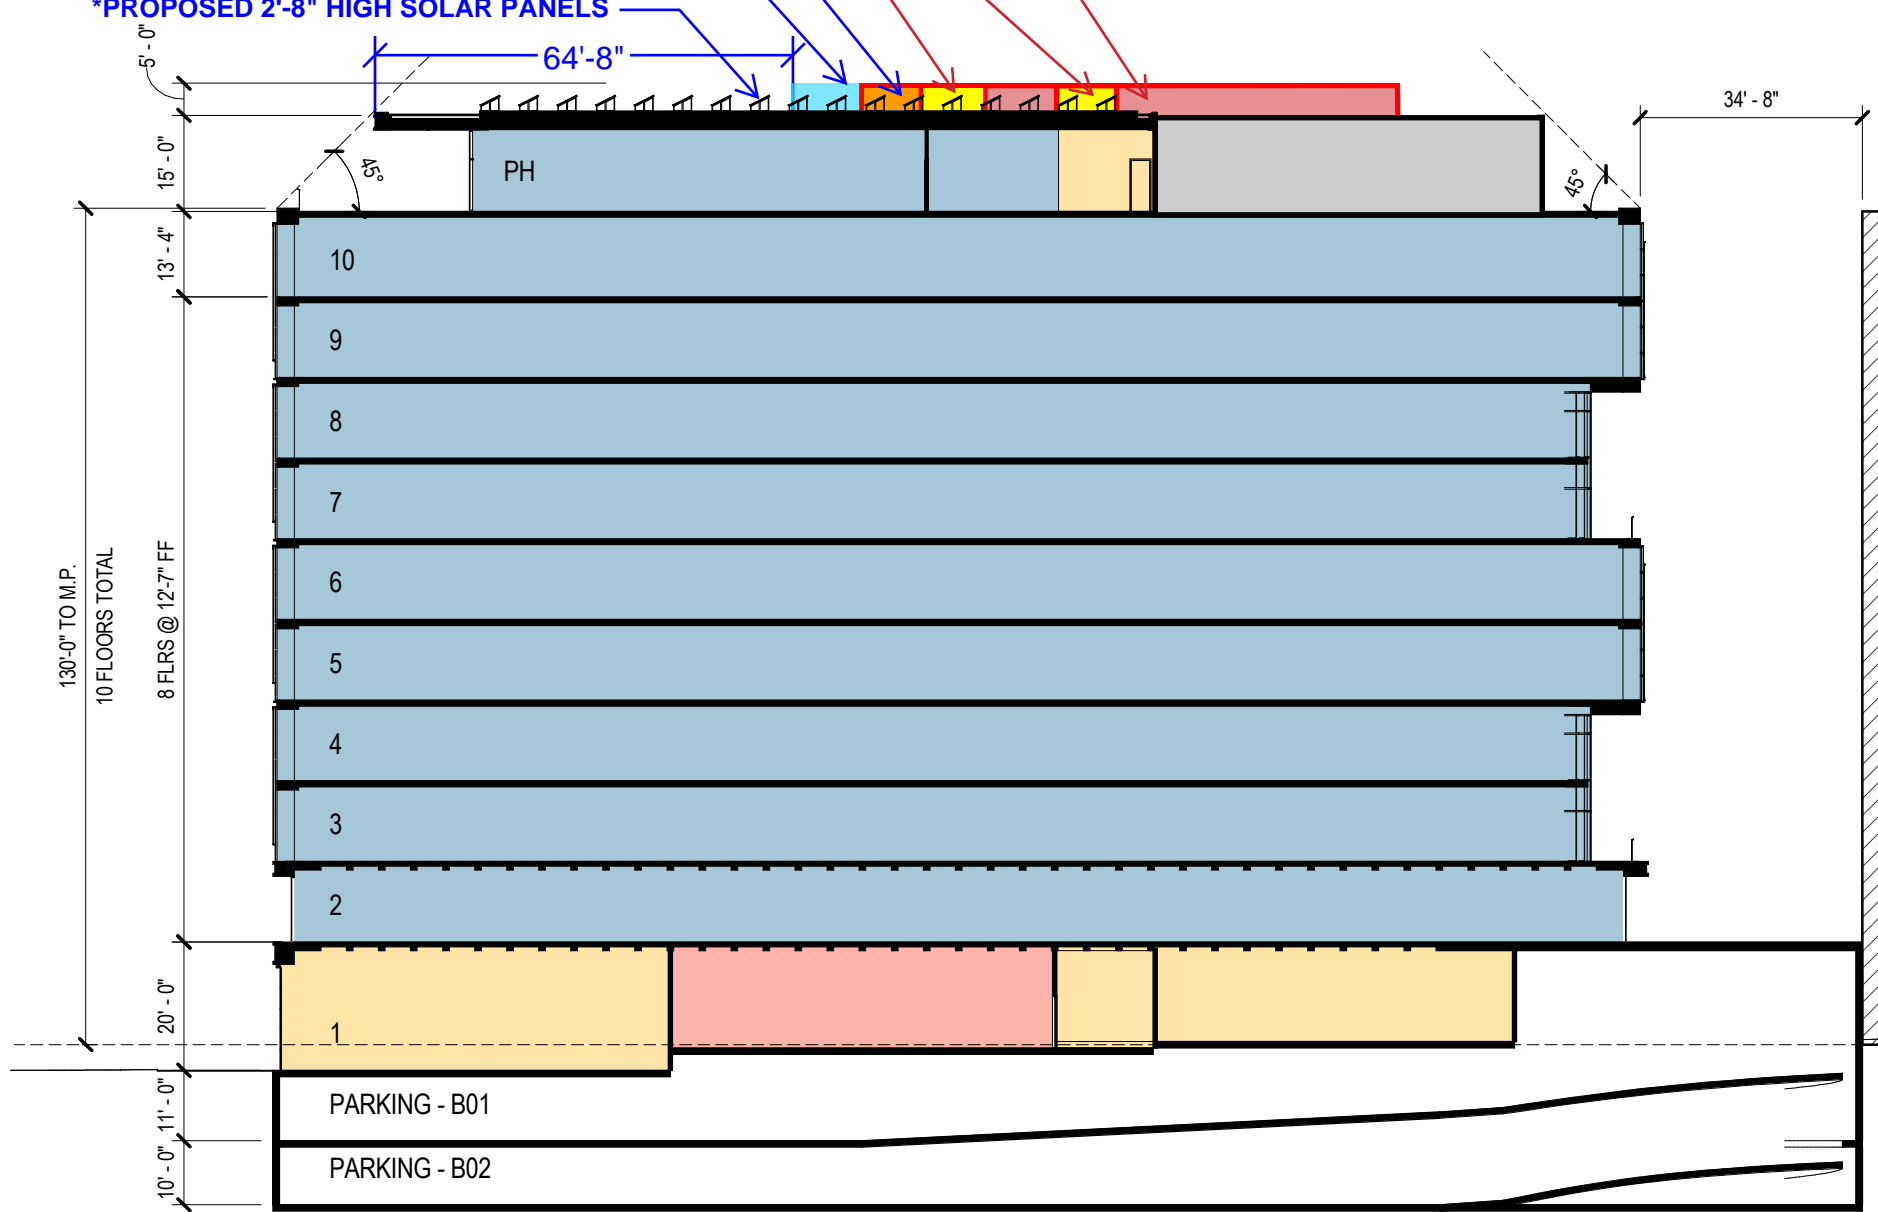 *PROPOSED 2'-8" HIGH SOLAR PANELS
64'-8"
5' - 0"
34' - 8"
15' - 0"
45°
PH
45°
13' - 4"
10
9
8
7
6
5
4
3
2
1
130'-0" TO M.P.
10 FLOORS TOTAL
8 FLRS @ 12'-7" FF
20' - 0"
11' - 0"
PARKING - B01
10' - 0"
PARKING - B02